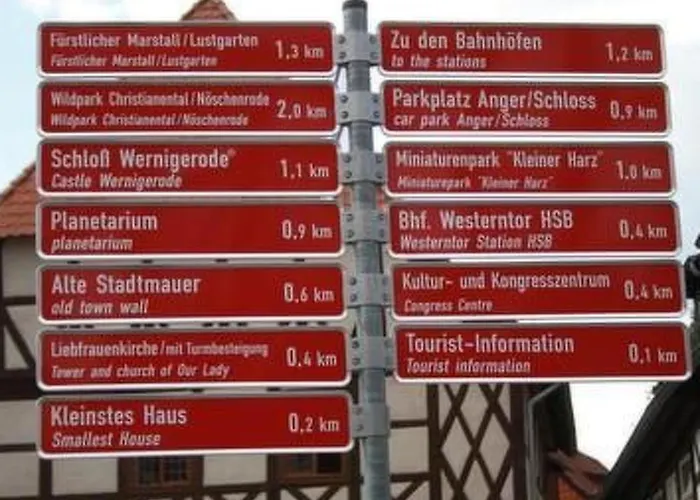 Fürstlicher Marstall/Lustgarten
Fürstlicher Marstall/Lustgarten
1,3 km
Wildpark Christianental/Nöschenrode
Wildpark Christianental/Nöschenrode
2,0 km
Schloß Wernigerode®
Castle Wernigerode
1,1 km
Planetarium
planetarium
0,9 km
Alte Stadtmauer
old town wall
0,6 km
Liebfrauenkirche/mit Turmbesteigung
Tower and church of Our Lady
0,4 km
Kleinstes Haus
Smallest House
0,2 km
Zu den Bahnhöfen
to the stations
1,2 km
Parkplatz Anger/Schloss
car park Anger/Schloss
0,9 km
Miniaturenpark "Kleiner Harz"
Miniaturepark "Kleiner Harz"
1,0 km
Bhf. Westerntor HSB
Westerntor Station HSB
0,4 km
Kultur- und Kongresszentrum
Congress Centre
0,4 km
Tourist-Information
Tourist information
0,1 km